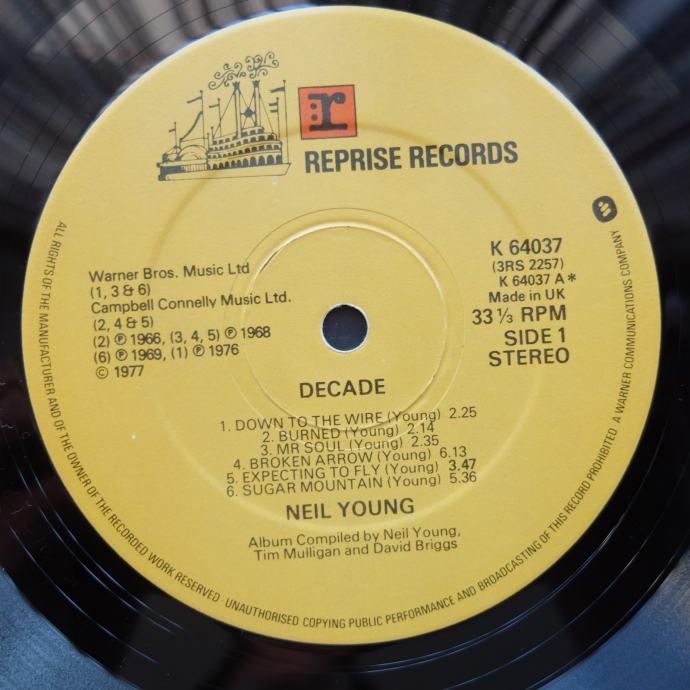 :r
REPRISE RECORDS
Warner Bros. Music Ltd
(1, 3 & 6)
Campbell Connelly Music Ltd.
(2, 4 & 5)
(2) ℗ 1966, (3, 4, 5) ℗ 1968
(6) ℗ 1969, (1) ℗ 1976
© 1977
K 64037
(3RS 2257)
K 64037 A*
Made in UK
33 ⅓ RPM
SIDE 1
STEREO
DECADE
1. DOWN TO THE WIRE (Young) 2.25
2. BURNED (Young) 2.14
3. MR SOUL (Young) 2.35
4. BROKEN ARROW (Young) 6.13
5. EXPECTING TO FLY (Young) 3.47
6. SUGAR MOUNTAIN (Young) 5.36
NEIL YOUNG
Album Compiled by Neil Young,
Tim Mulligan and David Briggs
ALL RIGHTS OF THE MANUFACTURER AND OF THE OWNER OF THE RECORDED WORK RESERVED · UNAUTHORISED COPYING PUBLIC PERFORMANCE AND BROADCASTING OF THIS RECORD PROHIBITED A WARNER COMMUNICATIONS COMPANY